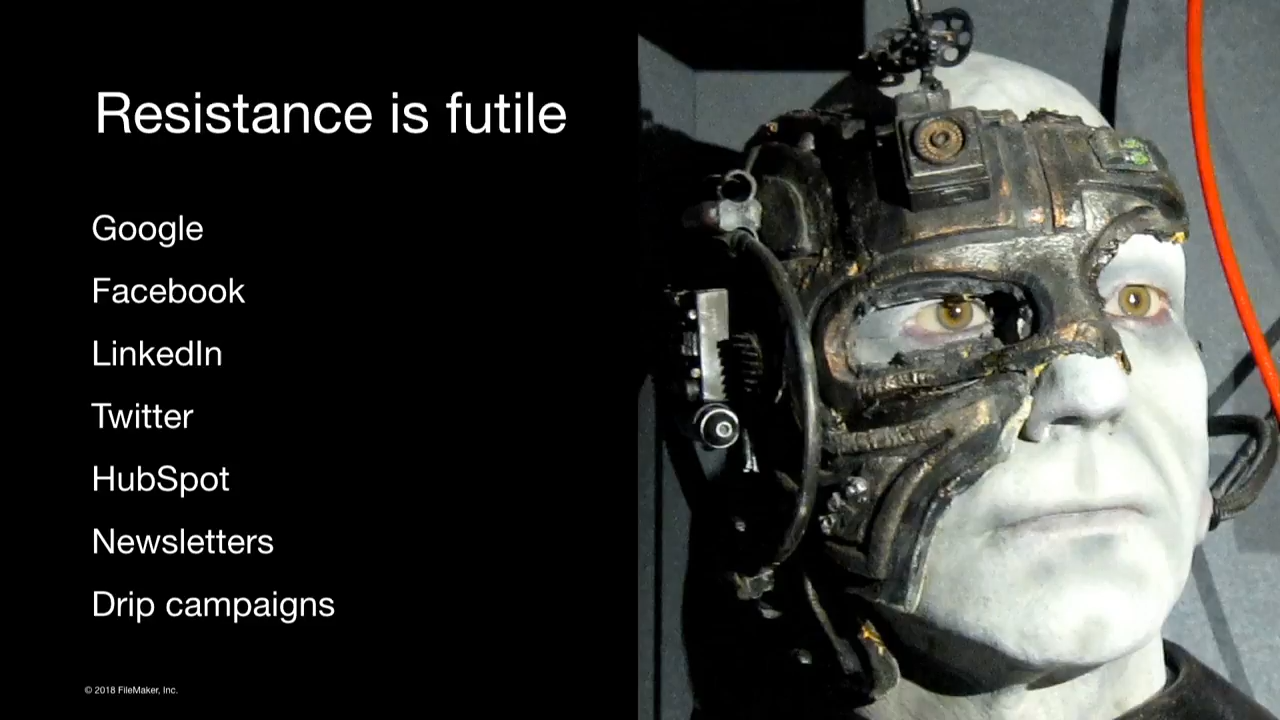 Resistance is futile
Google
Facebook
LinkedIn
Twitter
HubSpot
Newsletters
Drip campaigns
© 2018 FileMaker, Inc.